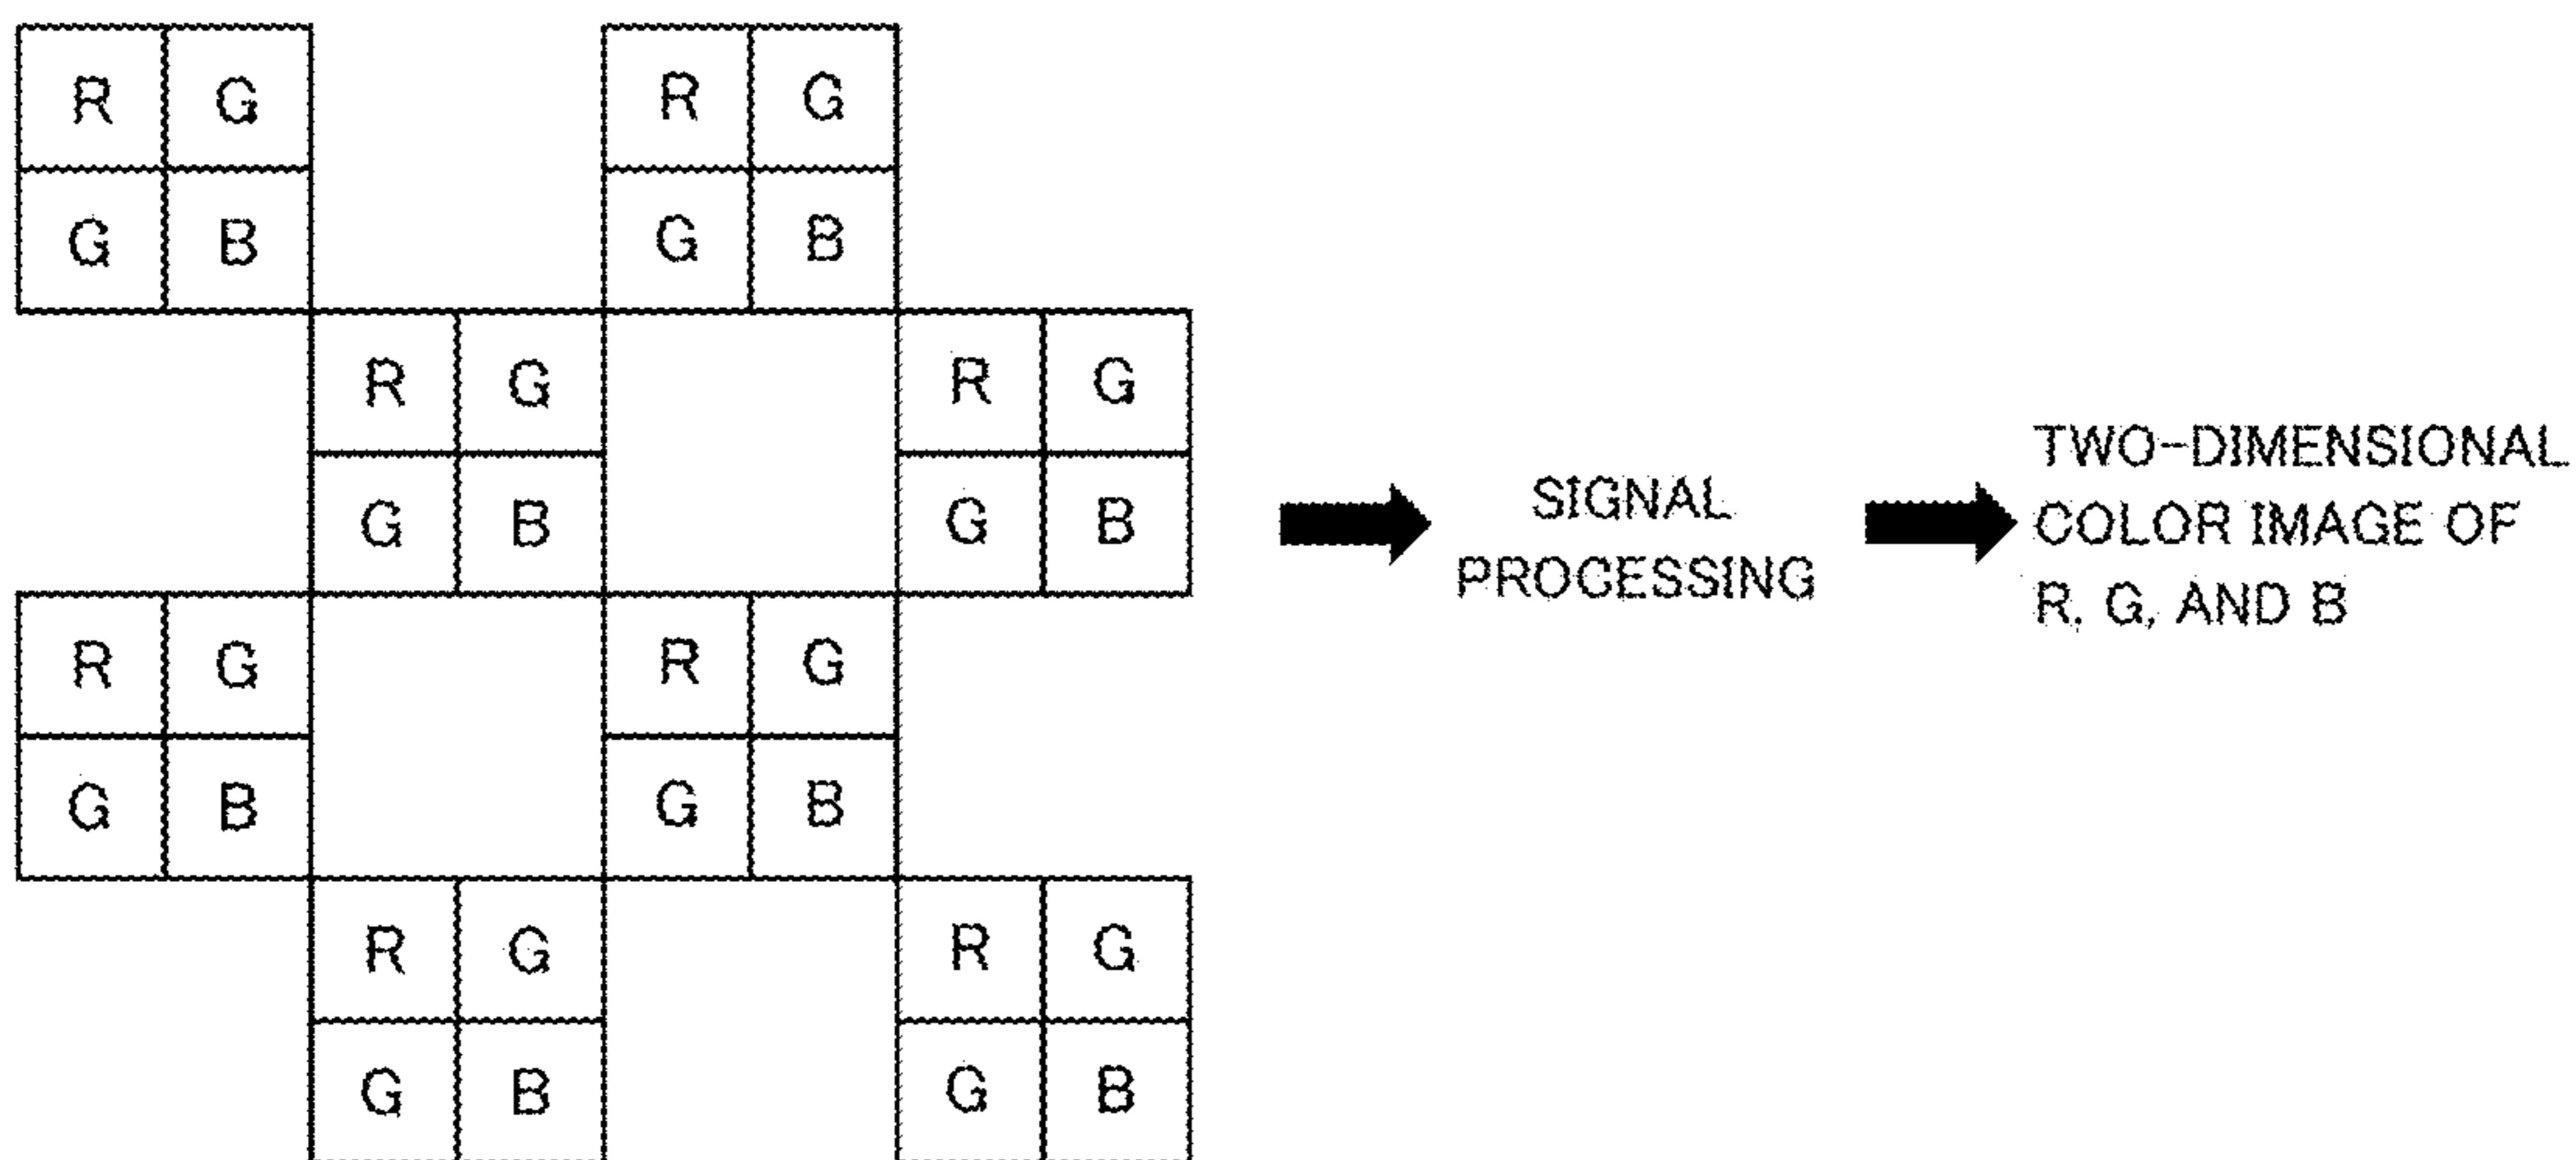 R G R G
G B G B
R G R G
G B G B
R G R G
G B G B
R G R G
G B G B
SIGNAL
PROCESSING
TWO-DIMENSIONAL
COLOR IMAGE OF
R, G, AND B